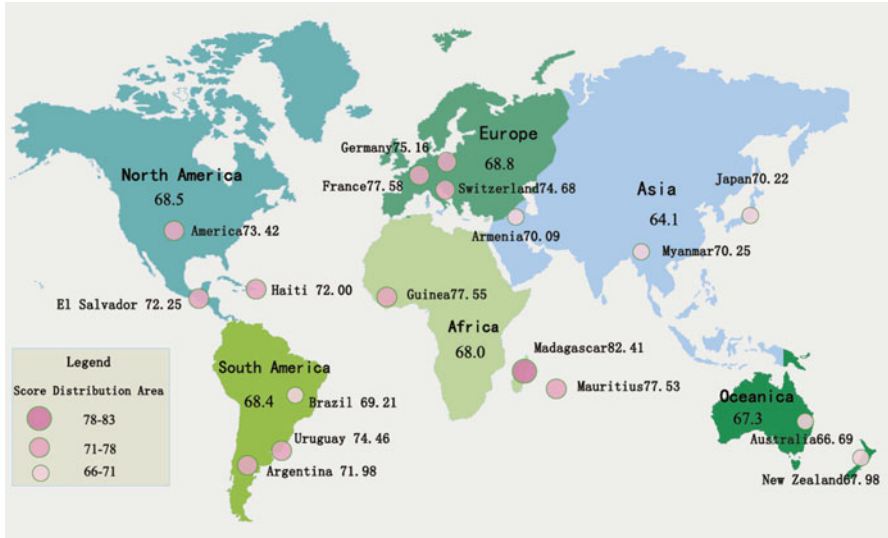 Europe
68.8
Germany75.16
France77.58
Switzerland74.68
Armenia70.09
North America
68.5
America73.42
Asia
64.1
Japan70.22
Myanmar70.25
El Salvador 72.25
Haiti 72.00
Guinea77.55
Africa
68.0
Madagascar82.41
Mauritius77.53
South America
68.4
Brazil 69.21
Uruguay 74.46
Argentina 71.98
Oceanica
67.3
Australia66.69
New Zealand67.98
Legend
Score Distribution Area
78-83
71-78
66-71